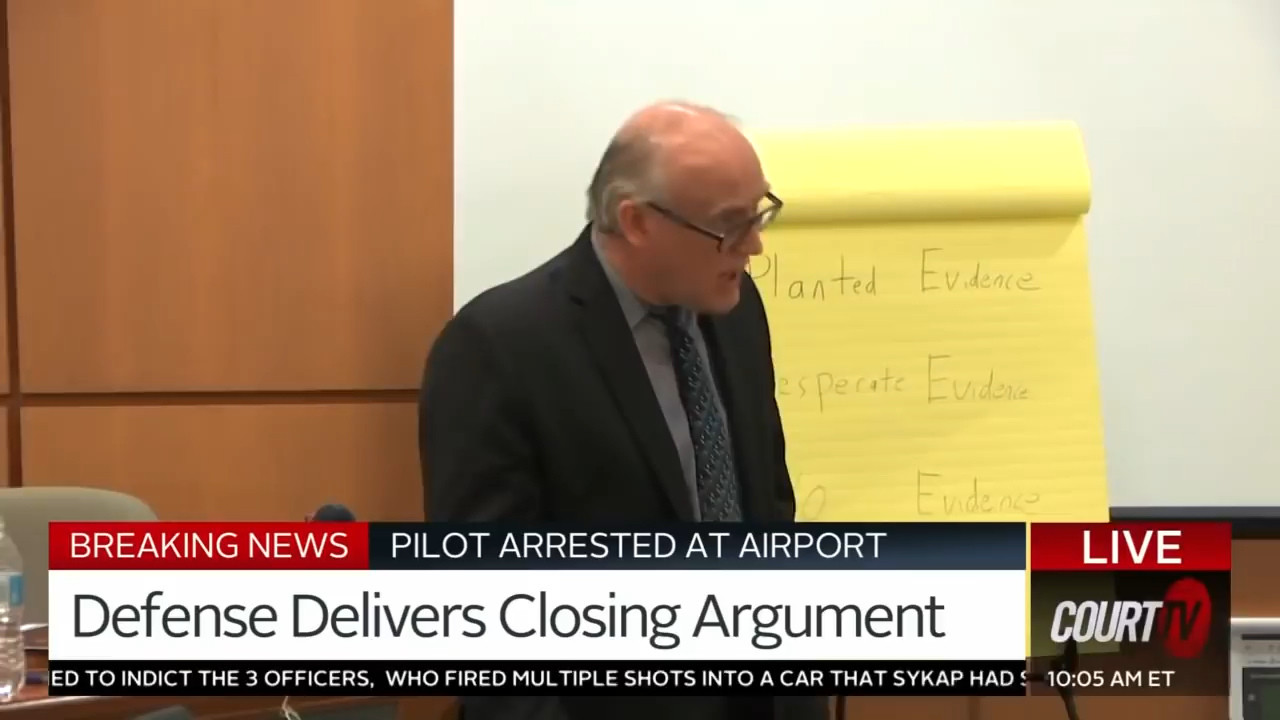 Planted Evidence
esperate Evidence
o Evidence
BREAKING NEWS PILOT ARRESTED AT AIRPORT LIVE
Defense Delivers Closing Argument
COURT TV
ED TO INDICT THE 3 OFFICERS, WHO FIRED MULTIPLE SHOTS INTO A CAR THAT SYKAP HAD S 10:05 AM ET